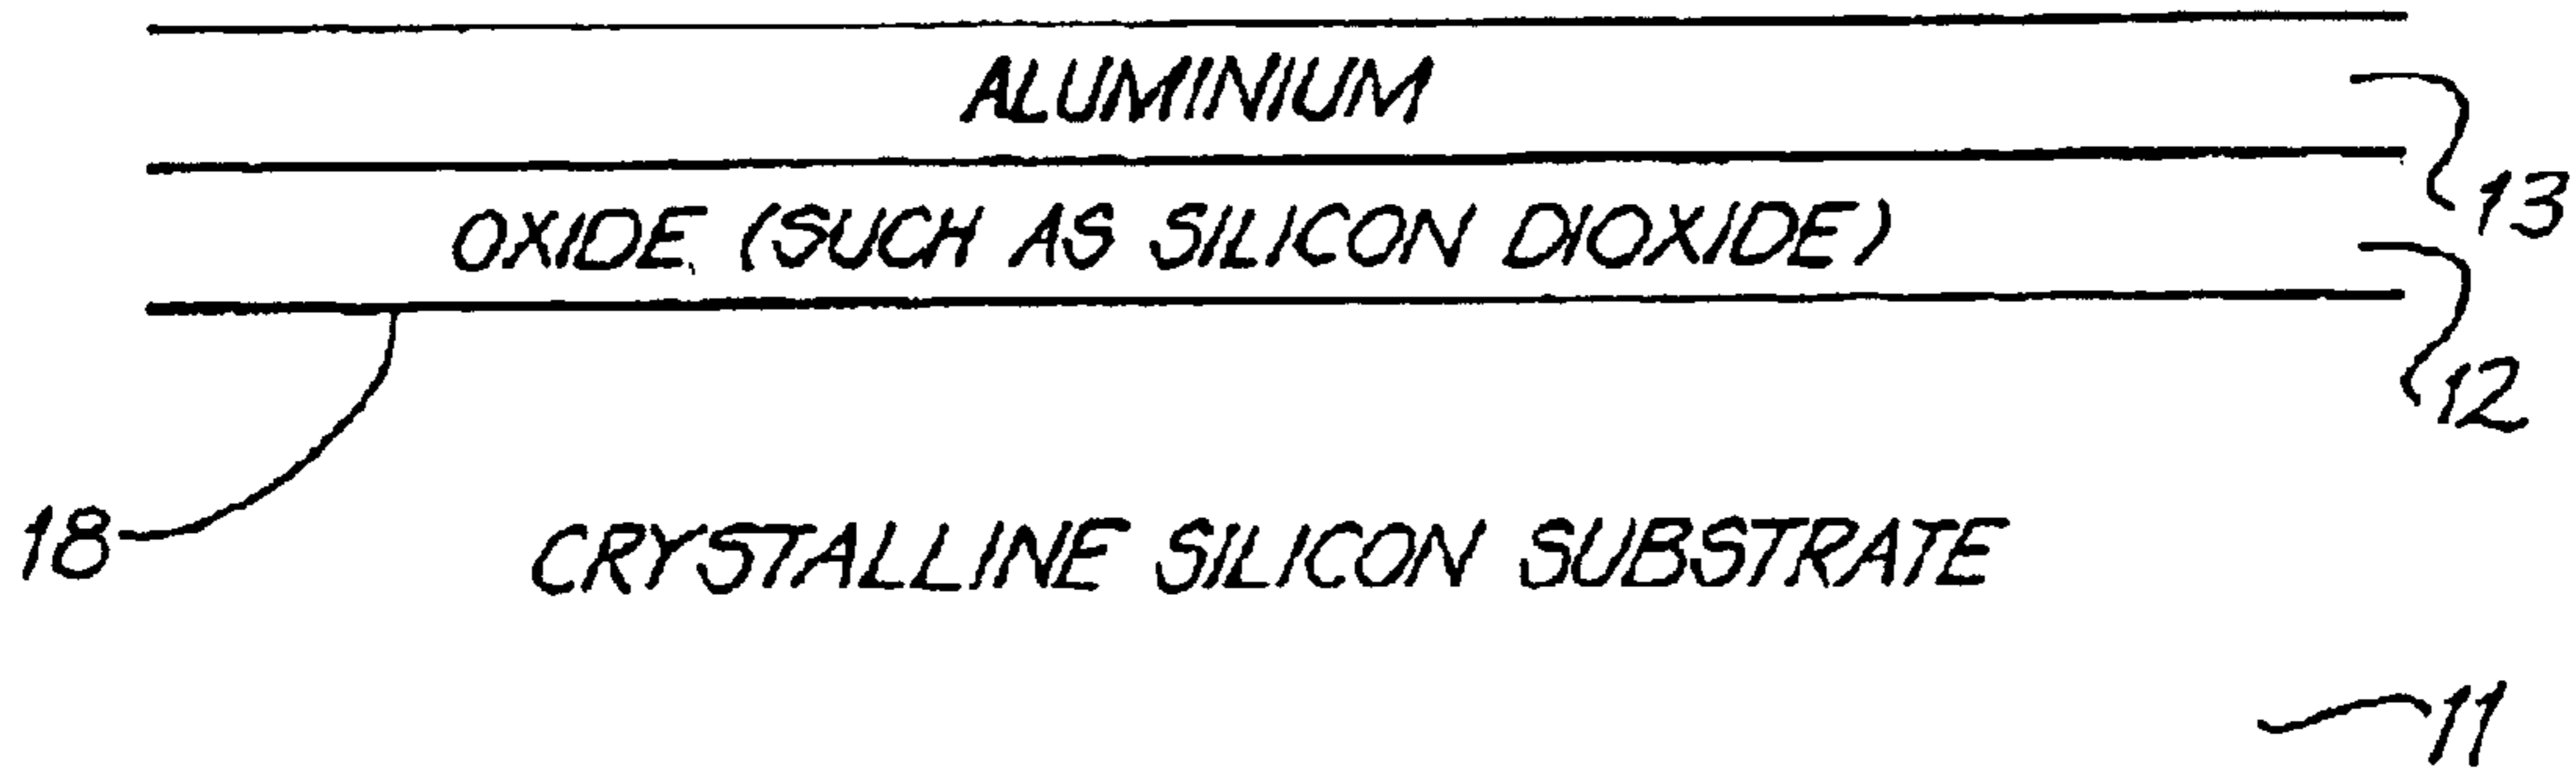 ALUMINIUM
13
OXIDE (SUCH AS SILICON DIOXIDE)
12
18
CRYSTALLINE SILICON SUBSTRATE
11